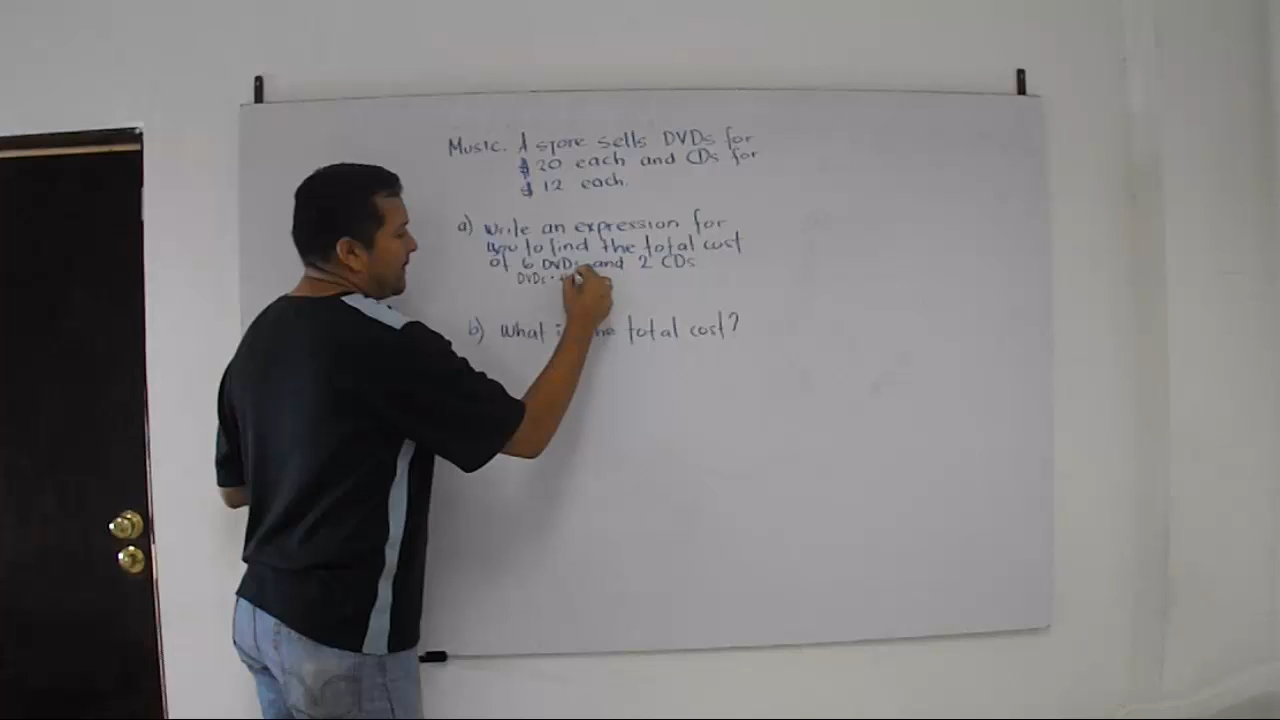 Music. A store sells DVDs for
$20 each and CDs for
$12 each.
a) Write an expression for
you to find the total cost
of 6 DVDs and 2 CDs
DVDs
b) What the total cost?